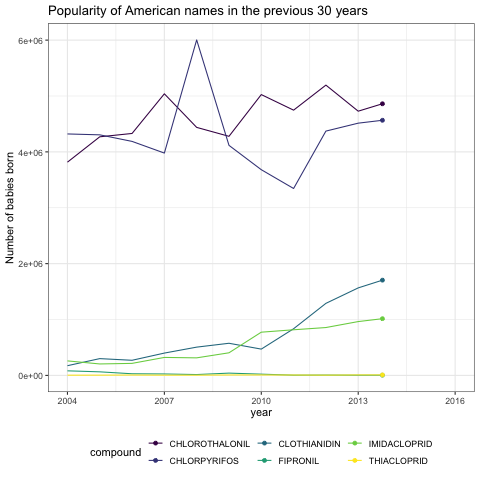 Popularity of American names in the previous 30 years
Number of babies born
6e+06
4e+06
2e+06
0e+00
2004 2007 2010 2013 2016
year
compound
CHLOROTHALONIL CLOTHIANIDIN IMIDACLOPRID
CHLORPYRIFOS FIPRONIL THIACLOPRID